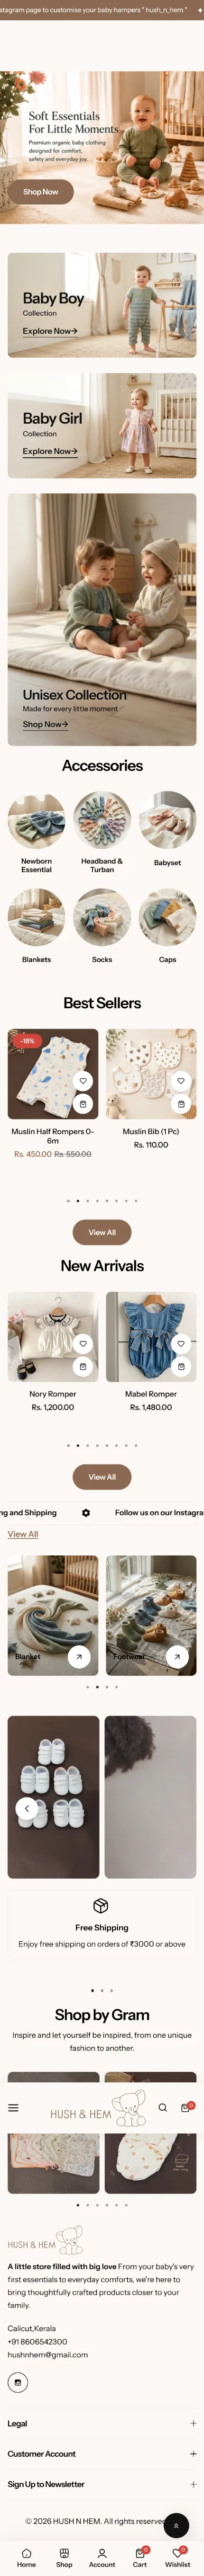 stagram page to customise your baby hampers " hush_n_hem "
Soft Essentials
For Little Moments
Premium organic baby clothing
designed for comfort,
safety and everyday joy.
Shop Now
Baby Boy
Collection
Explore Now
Baby Girl
Collection
Explore Now
Unisex Collection
Made for every little moment
Shop Now
Accessories
Newborn
Essential
Headband &
Turban
Babyset
Blankets
Socks
Caps
Best Sellers
-18%
Muslin Half Rompers 0-
6m
Rs. 450.00 Rs. 550.00
Muslin Bib (1 Pc)
Rs. 110.00
View All
New Arrivals
Nory Romper
Rs. 1,200.00
Mabel Romper
Rs. 1,480.00
View All
ng and Shipping
Follow us on our Instagra
View All
Blanket
Footwear
Free Shipping
Enjoy free shipping on orders of ₹3000 or above
Shop by Gram
Inspire and let yourself be inspired, from one unique
fashion to another.
HUSH & HEM
0
HUSH & HEM
A little store filled with big love From your baby's very
first essentials to everyday comforts, we're here to
bring thoughtfully crafted products closer to your
family.
Calicut,Kerala
+91 8606542300
hushnhem@gmail.com
Legal
Customer Account
Sign Up to Newsletter
© 2026 HUSH N HEM. All rights reserved
Home
Shop
Account
0
Cart
0
Wishlist